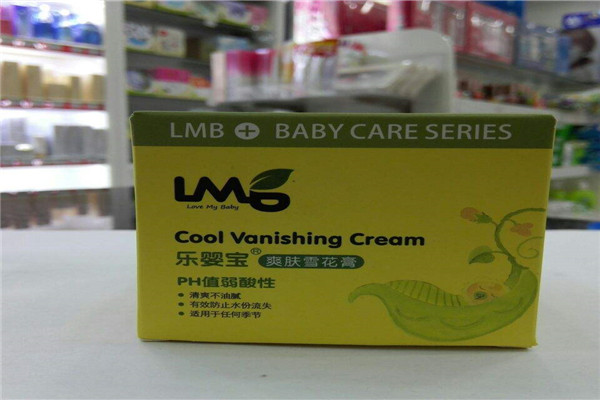 LMB + BABY CARE SERIES
LMB
Love My Baby
Cool Vanishing Cream
乐婴宝® 爽肤雪花膏
PH值弱酸性
• 清爽不油腻
• 有效防止水份流失
• 适用于任何季节